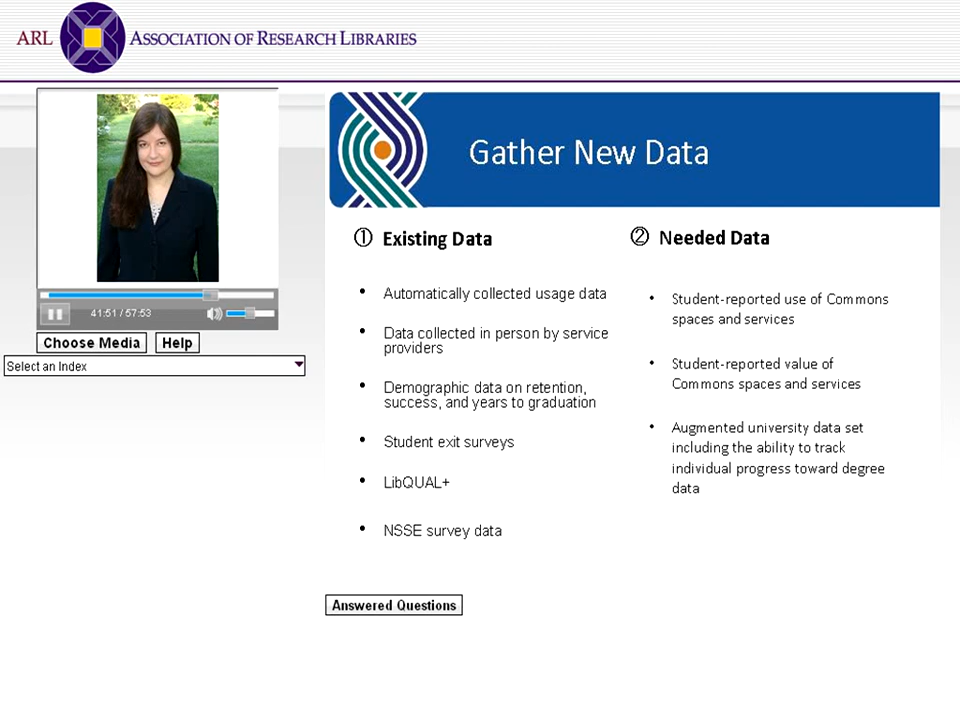 ARL ASSOCIATION OF RESEARCH LIBRARIES
41:51 / 57:53
Choose Media Help
Select an Index
Gather New Data
① Existing Data
• Automatically collected usage data
• Data collected in person by service
providers
• Demographic data on retention,
success, and years to graduation
• Student exit surveys
• LibQUAL+
• NSSE survey data
② Needed Data
• Student-reported use of Commons
spaces and services
• Student-reported value of
Commons spaces and services
• Augmented university data set
including the ability to track
individual progress toward degree
data
Answered Questions